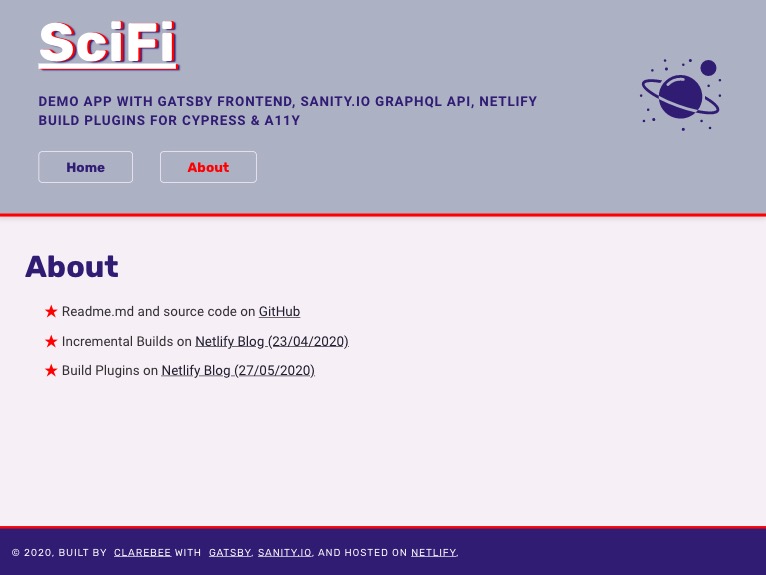 SciFi
DEMO APP WITH GATSBY FRONTEND, SANITY.IO GRAPHQL API, NETLIFY
BUILD PLUGINS FOR CYPRESS & A11Y
Home
About
About
★ Readme.md and source code on GitHub
★ Incremental Builds on Netlify Blog (23/04/2020)
★ Build Plugins on Netlify Blog (27/05/2020)
© 2020, BUILT BY CLAREBEE WITH GATSBY, SANITY.IO, AND HOSTED ON NETLIFY.